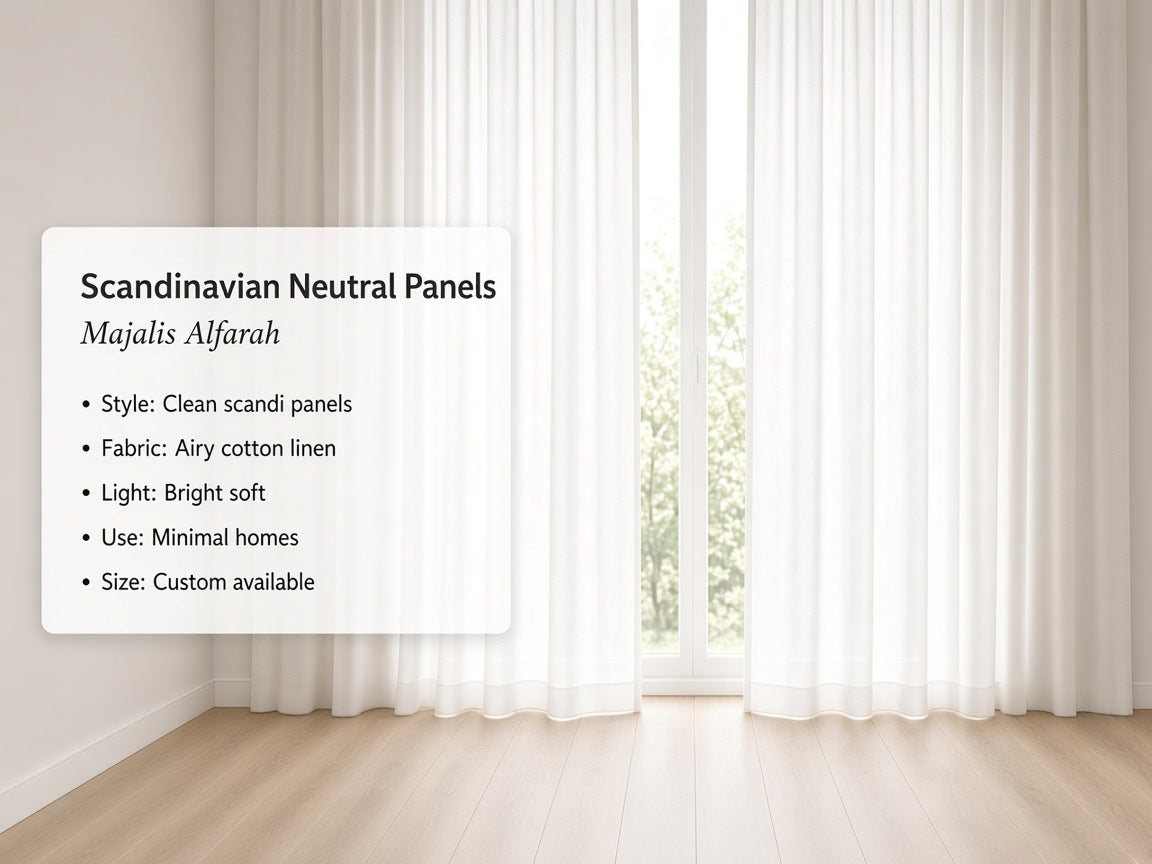 Scandinavian Neutral Panels
Majalis Alfarah
• Style: Clean scandi panels
• Fabric: Airy cotton linen
• Light: Bright soft
• Use: Minimal homes
• Size: Custom available